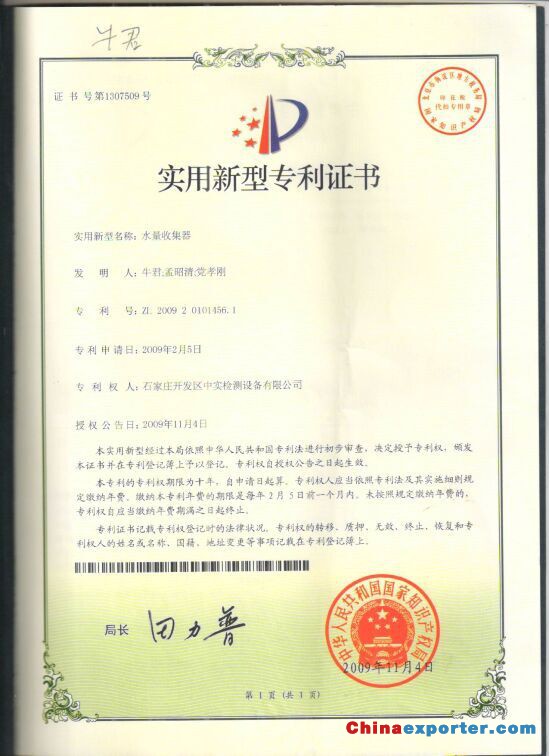 牛君
证 书 号第1307509号
实用新型专利证书
实用新型名称：水量收集器
发　明　人：牛君;孟昭清;党孝刚
专　利　号：ZL 2009 2 0101456.1
专利申请日：2009年2月5日
专 利 权 人：石家庄开发区中实检测设备有限公司
授权公告日：2009年11月4日
本实用新型经过本局依照中华人民共和国专利法进行初步审查，决定授予专利权，颁发
本证书并在专利登记簿上予以登记。专利权自授权公告之日起生效。
本专利的专利权期限为十年，自申请日起算。专利权人应当依照专利法及其实施细则规
定缴纳年费。缴纳本专利年费的期限是每年 2 月 5 日前一个月内。未按照规定缴纳年费的，
专利权自应当缴纳年费期满之日起终止。
专利证书记载专利权登记时的法律状况。专利权的转移、质押、无效、终止、恢复和专
利权人的姓名或名称、国籍、地址变更等事项记载在专利登记簿上。
局长 田力普
中华人民共和国国家知识产权局
2009年11月4日
第 1 页 (共 1 页)
Chinaexporter.com